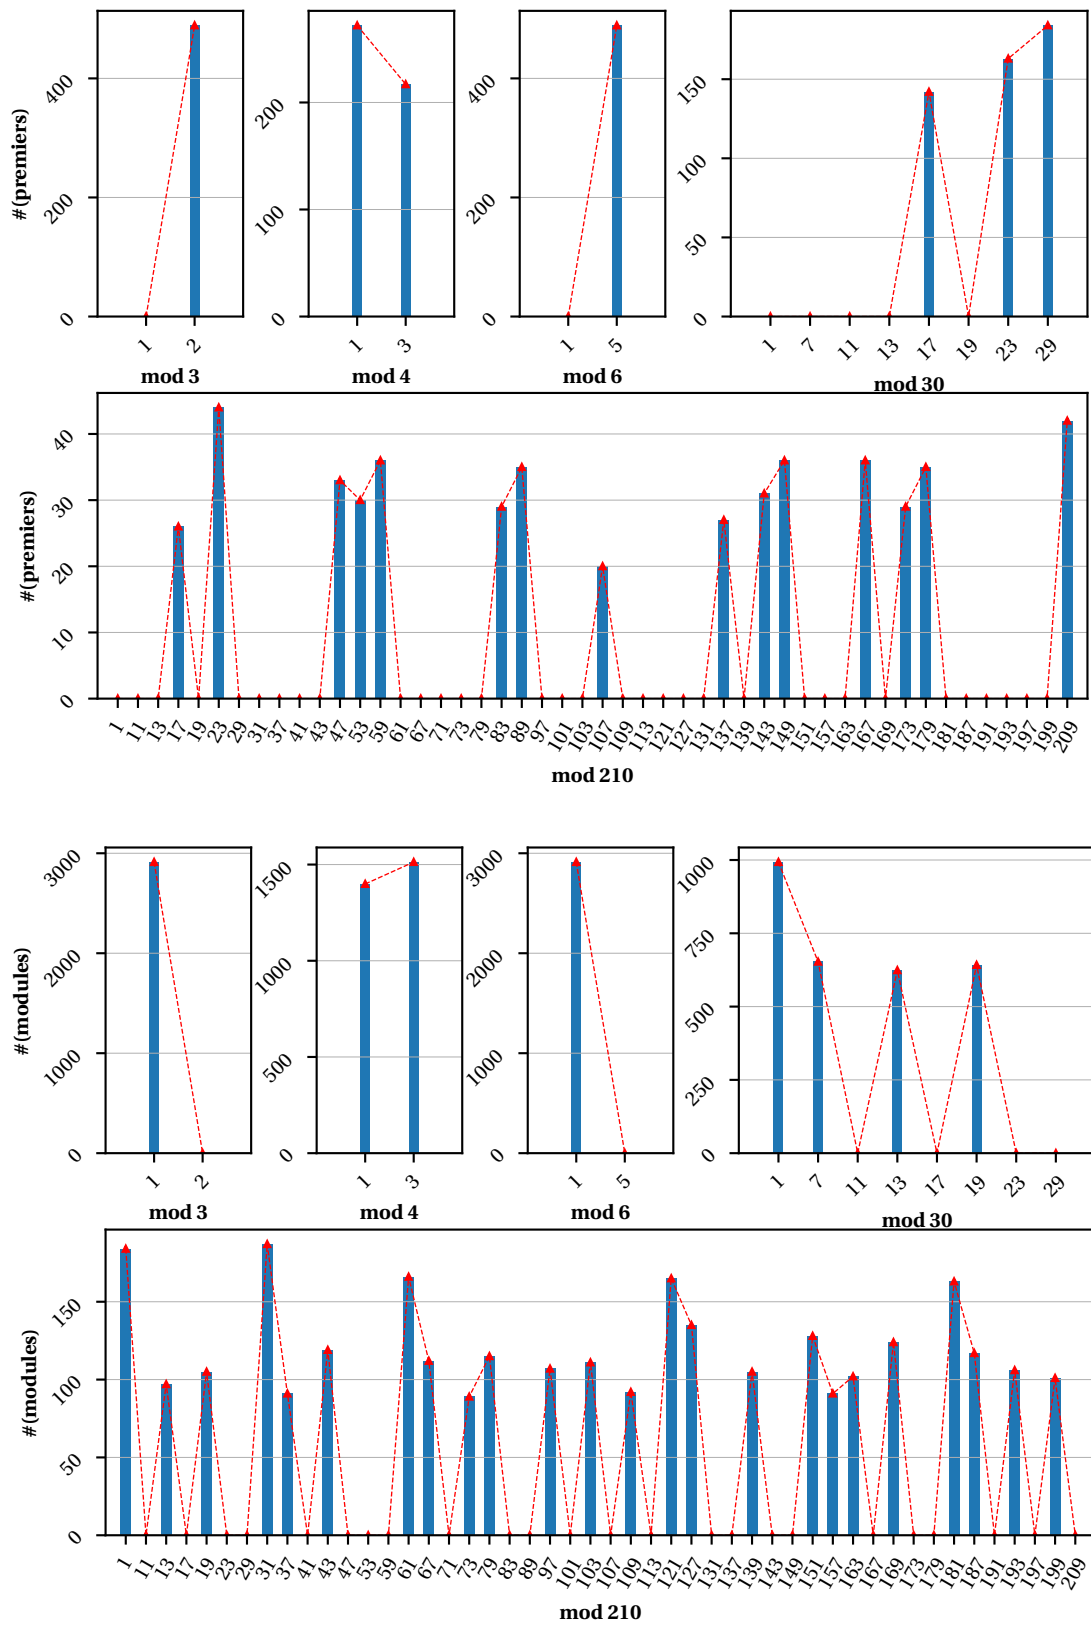 #(premiers)
0 200 400
1 2
mod 3
0 100 200
1 3
mod 4
0 200 400
1 5
mod 6
0 50 100 150
1 7 11 13 17 19 23 29
mod 30
#(premiers)
0 10 20 30 40
1 11 13 17 19 23 29 31 37 41 43 47 53 59 61 67 71 73 79 83 89 97 101 103 107 109 113 121 127 131 137 139 143 149 151 157 163 167 169 173 179 181 187 191 193 197 199 209
mod 210
#(modules)
0 1000 2000 3000
1 2
mod 3
0 500 1000 1500
1 3
mod 4
0 1000 2000 3000
1 5
mod 6
0 250 500 750 1000
1 7 11 13 17 19 23 29
mod 30
#(modules)
0 50 100 150
1 11 13 17 19 23 29 31 37 41 43 47 53 59 61 67 71 73 79 83 89 97 101 103 107 109 113 121 127 131 137 139 143 149 151 157 163 167 169 173 179 181 187 191 193 197 199 209
mod 210